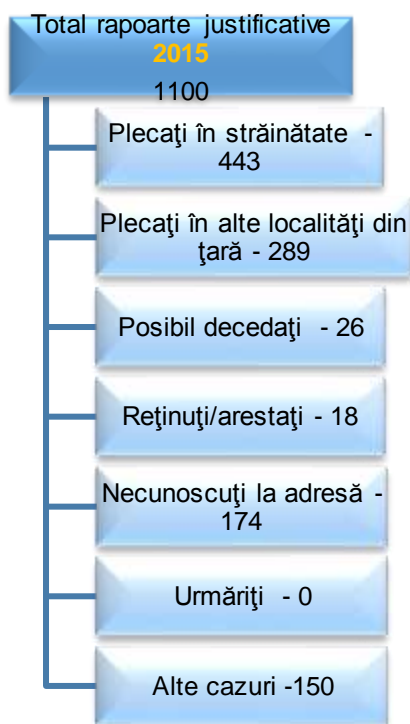 Total rapoarte justificative
2015
1100
Plecaţi în străinătate -
443
Plecaţi în alte localităţi din
ţară - 289
Posibil decedaţi - 26
Reţinuţi/arestaţi - 18
Necunoscuţi la adresă -
174
Urmăriţi - 0
Alte cazuri -150